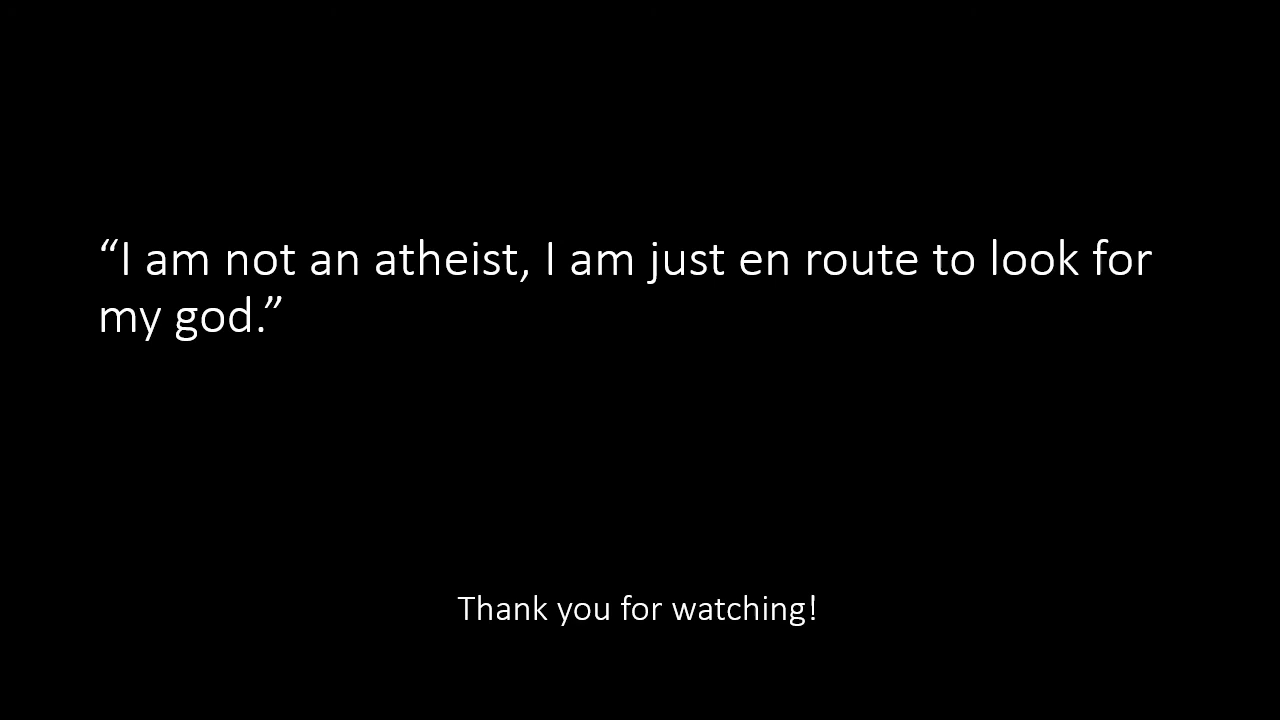 “I am not an atheist, I am just en route to look for
my god.”
Thank you for watching!